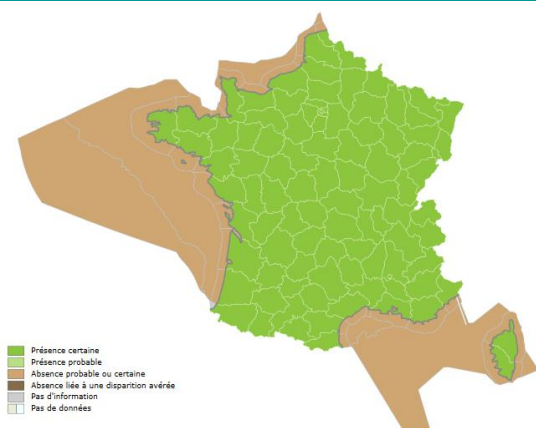 Présence certaine
Présence probable
Absence probable ou certaine
Absence liée à une disparition avérée
Pas d'information
Pas de données